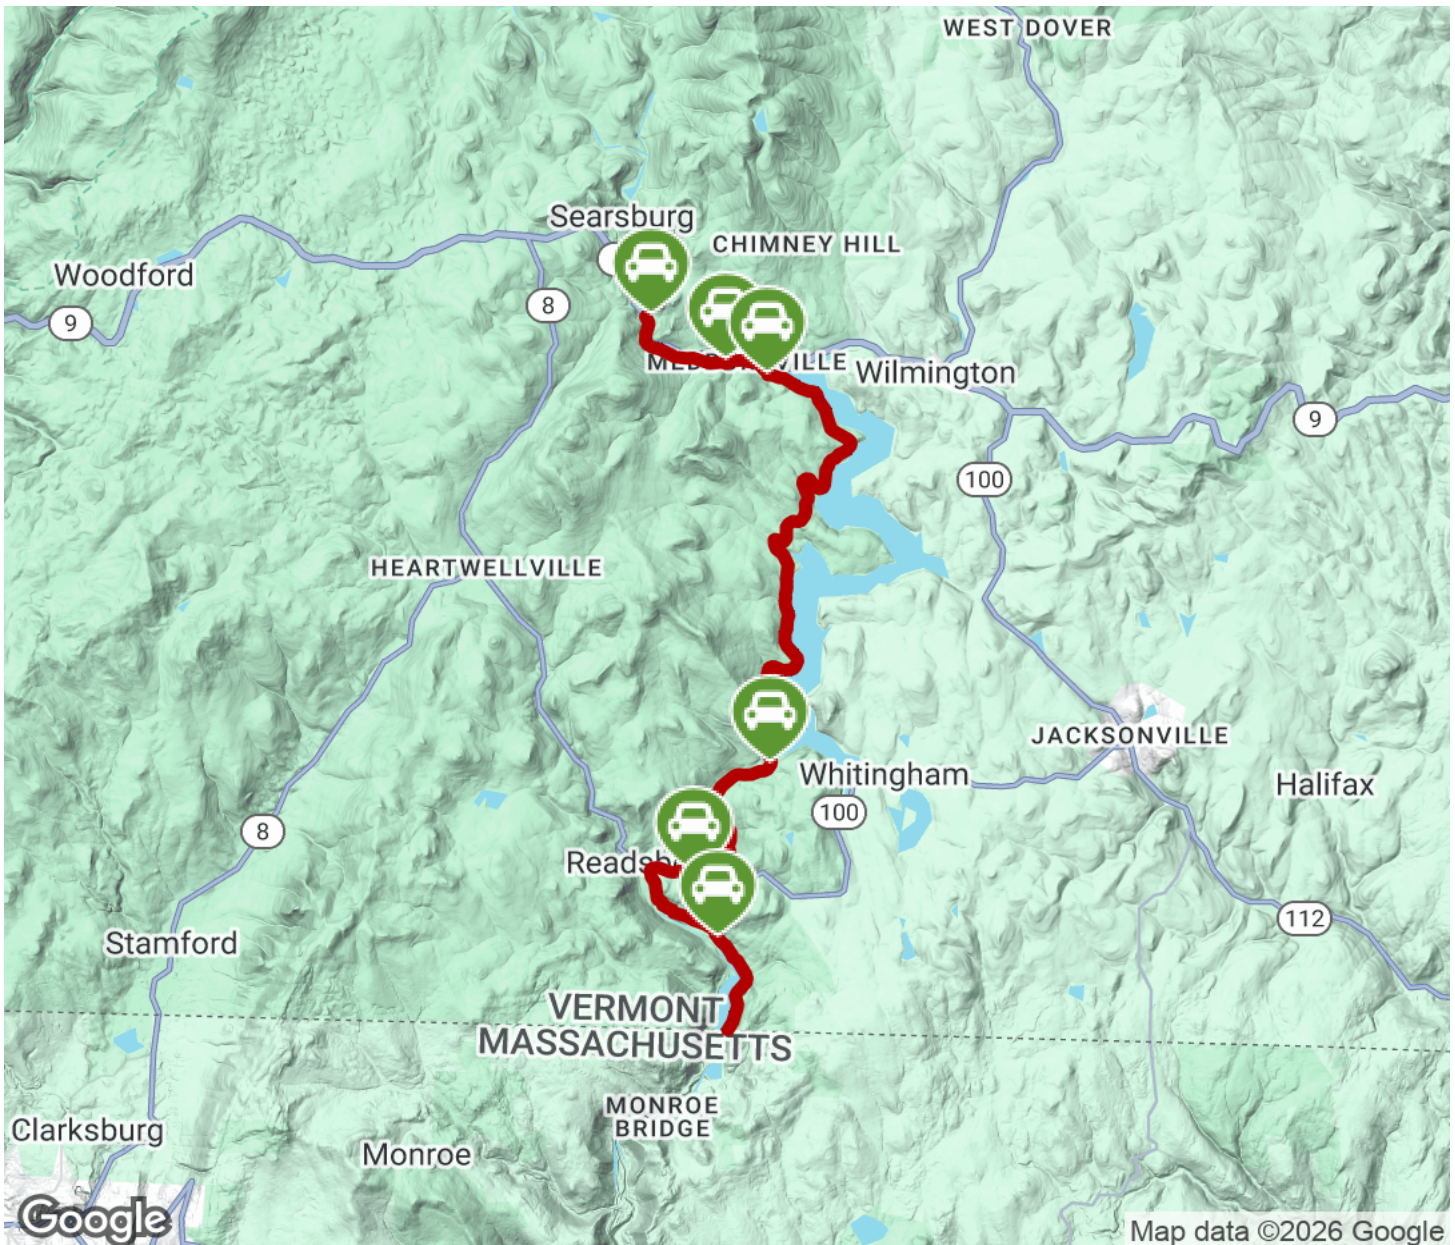 WEST DOVER
Searsburg
CHIMNEY HILL
Woodford
8
9
Wilmington
9
100
HEARTWELLVILLE
JACKSONVILLE
Whitingham
Halifax
100
8
112
Stamford
VERMONT
MASSACHUSETTS
MONROE
BRIDGE
Clarksburg
Monroe
Google
Map data ©2026 Google